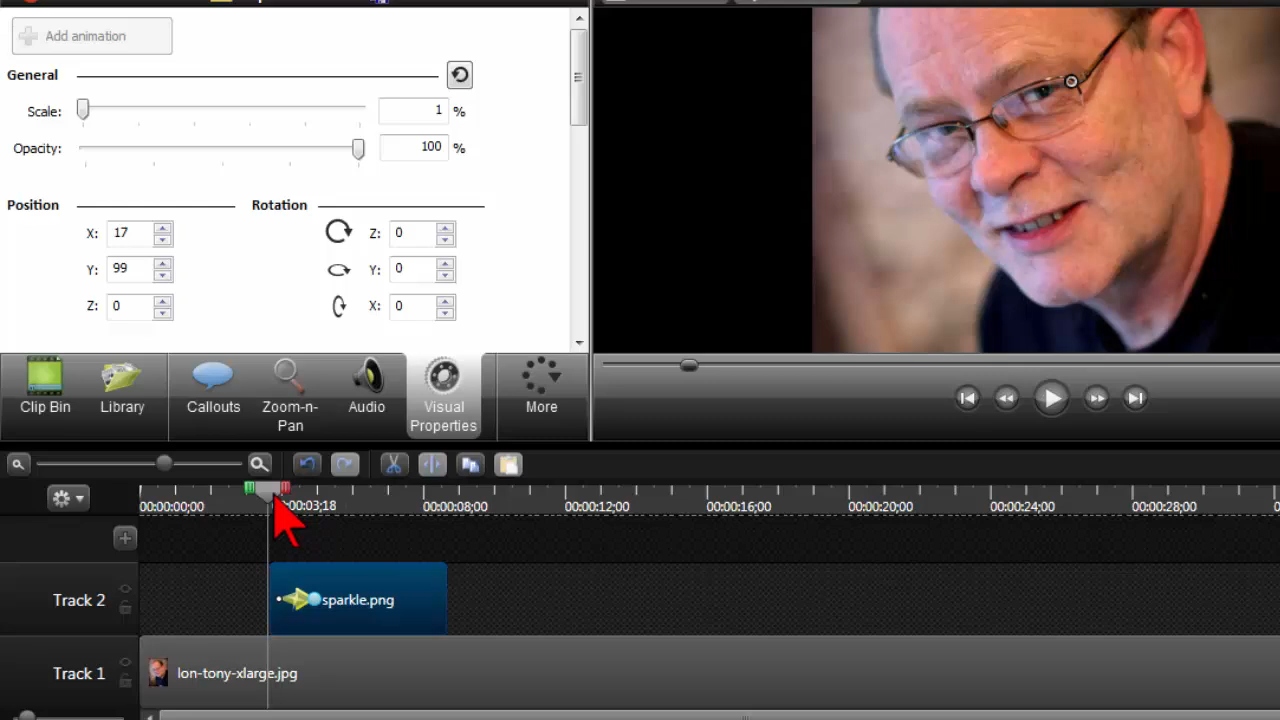 Add animation
General
Scale: 1 %
Opacity: 100 %
Position Rotation
X: 17 Z: 0
Y: 99 Y: 0
Z: 0 X: 0
Clip Bin Library Callouts Zoom-n-Pan Audio Visual Properties More
00:00:00;00 00:00:03;18 00:00:08;00 00:00:12;00 00:00:16;00 00:00:20;00 00:00:24;00 00:00:28;00
Track 2 sparkle.png
Track 1 lon-tony-xlarge.jpg